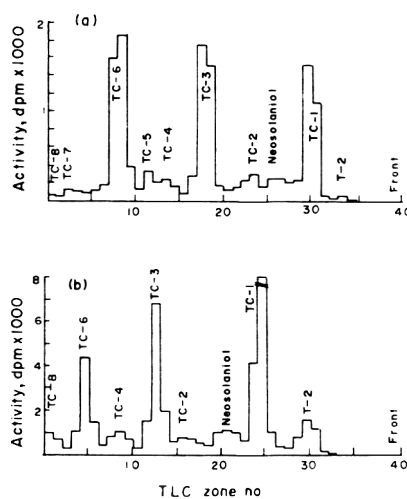 (a)
Activity, dpm x 1000
2
1
TC-8
TC-7
TC-6
TC-5
TC-4
TC-3
TC-2
Neosolanial
TC-1
T-2
Front
10
20
30
40
(b)
Activity, dpm x 1000
8
6
4
2
TC-8
TC-6
TC-4
TC-3
TC-2
Neosolanial
TC-1
T-2
Front
10
20
30
40
TLC zone no